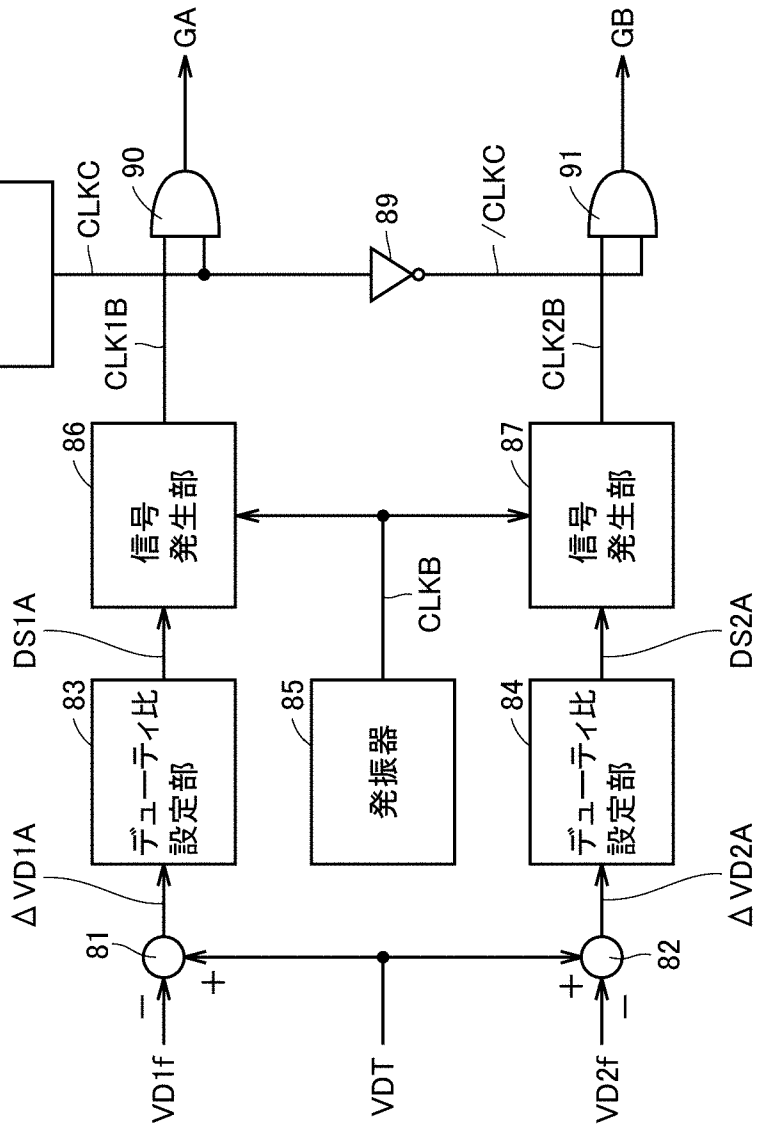 VD1f
−
+
81
ΔVD1A
83
デューティ比
設定部
DS1A
86
信号
発生部
CLK1B
CLKC
90
GA
VDT
85
発振器
CLKB
89
/CLKC
VD2f
−
+
82
ΔVD2A
84
デューティ比
設定部
DS2A
87
信号
発生部
CLK2B
91
GB